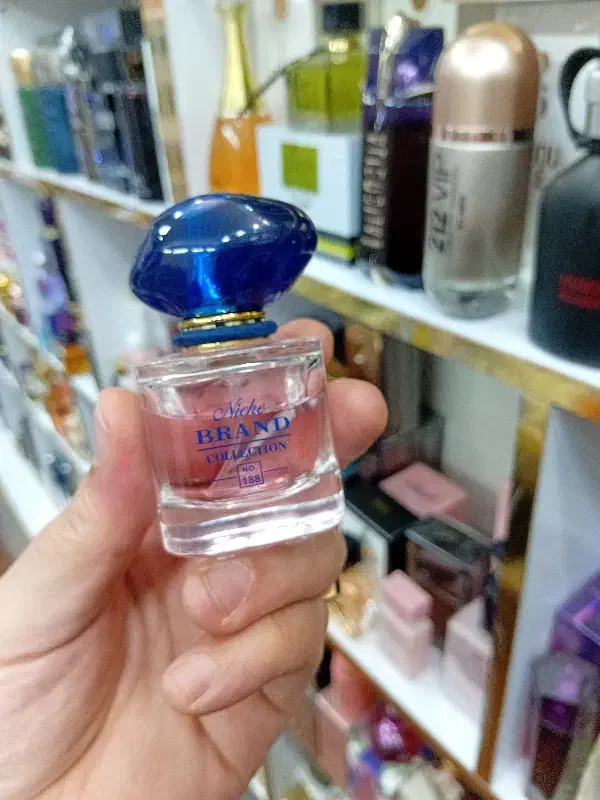 Niche
BRAND
COLLECTION
NO.
188
212 VIP